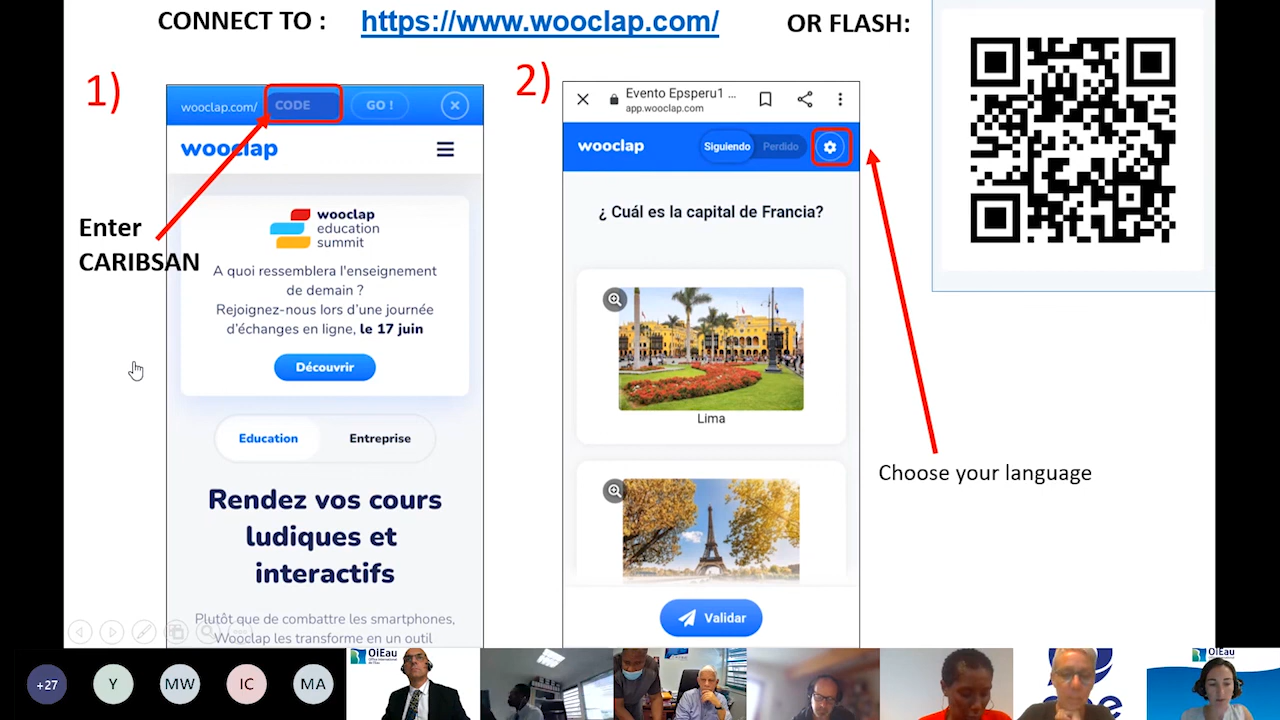 CONNECT TO : https://www.wooclap.com/ OR FLASH:
1)
wooclap.com/ CODE GO !
wooclap
Enter
CARIBSAN
wooclap
education
summit
A quoi ressemblera l'enseignement
de demain ?
Rejoignez-nous lors d'une journée
d'échanges en ligne, le 17 juin
Découvrir
Education Entreprise
Rendez vos cours
ludiques et
interactifs
Plutôt que de combattre les smartphones,
Wooclap les transforme en un outil
2)
Evento Epsperu1 ...
app.wooclap.com
wooclap Siguiendo Perdido
¿ Cuál es la capital de Francia?
Lima
Validar
Choose your language
+27 Y MW IC MA
OiEau
OiEau